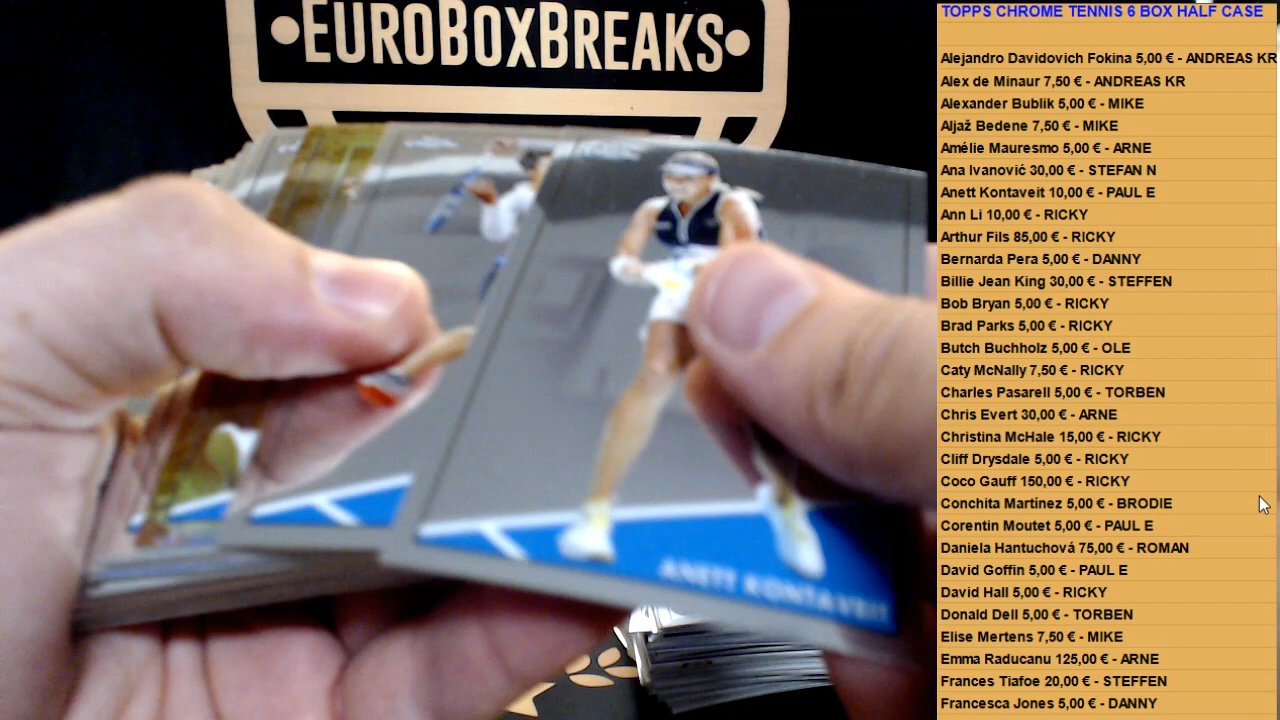 EUROBOXBREAKS
ANETT KONTAVEIT
TOPPS CHROME TENNIS 6 BOX HALF CASE
Alejandro Davidovich Fokina 5,00 € - ANDREAS KR
Alex de Minaur 7,50 € - ANDREAS KR
Alexander Bublik 5,00 € - MIKE
Aljaž Bedene 7,50 € - MIKE
Amélie Mauresmo 5,00 € - ARNE
Ana Ivanović 30,00 € - STEFAN N
Anett Kontaveit 10,00 € - PAUL E
Ann Li 10,00 € - RICKY
Arthur Fils 85,00 € - RICKY
Bernarda Pera 5,00 € - DANNY
Billie Jean King 30,00 € - STEFFEN
Bob Bryan 5,00 € - RICKY
Brad Parks 5,00 € - RICKY
Butch Buchholz 5,00 € - OLE
Caty McNally 7,50 € - RICKY
Charles Pasarell 5,00 € - TORBEN
Chris Evert 30,00 € - ARNE
Christina McHale 15,00 € - RICKY
Cliff Drysdale 5,00 € - RICKY
Coco Gauff 150,00 € - RICKY
Conchita Martínez 5,00 € - BRODIE
Corentin Moutet 5,00 € - PAUL E
Daniela Hantuchová 75,00 € - ROMAN
David Goffin 5,00 € - PAUL E
David Hall 5,00 € - RICKY
Donald Dell 5,00 € - TORBEN
Elise Mertens 7,50 € - MIKE
Emma Raducanu 125,00 € - ARNE
Frances Tiafoe 20,00 € - STEFFEN
Francesca Jones 5,00 € - DANNY